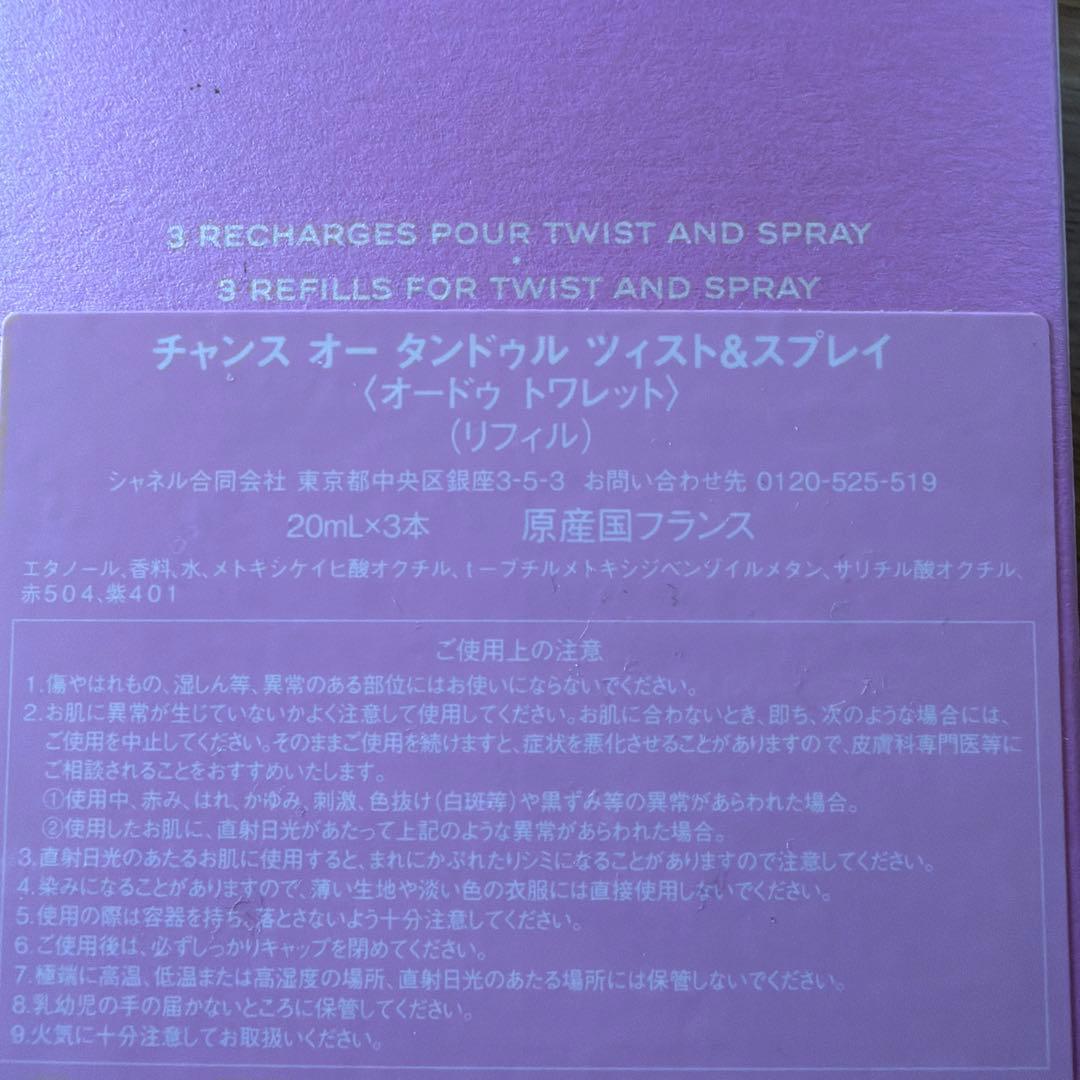 3 RECHARGES POUR TWIST AND SPRAY
•
3 REFILLS FOR TWIST AND SPRAY
チャンス オー タンドゥル ツィスト&スプレイ
〈オードゥ トワレット〉
(リフィル)
シャネル合同会社 東京都中央区銀座3-5-3 お問い合わせ先 0120-525-519
20mL×3本 原産国フランス
エタノール、香料、水、メトキシケイヒ酸オクチル、t−ブチルメトキシジベンゾイルメタン、サリチル酸オクチル、
赤504、紫401
ご使用上の注意
1.傷やはれもの、湿しん等、異常のある部位にはお使いにならないでください。
2.お肌に異常が生じていないかよく注意して使用してください。お肌に合わないとき、即ち、次のような場合には、
ご使用を中止してください。そのままご使用を続けますと、症状を悪化させることがありますので、皮膚科専門医等に
ご相談されることをおすすめいたします。
①使用中、赤み、はれ、かゆみ、刺激、色抜け(白斑等)や黒ずみ等の異常があらわれた場合。
②使用したお肌に、直射日光があたって上記のような異常があらわれた場合。
3.直射日光のあたるお肌に使用すると、まれにかぶれたりシミになることがありますので注意してください。
4.染みになることがありますので、薄い生地や淡い色の衣服には直接使用しないでください。
5.使用の際は容器を持ち、落とさないよう十分注意してください。
6.ご使用後は、必ずしっかりキャップを閉めてください。
7.極端に高温、低温または高湿度の場所、直射日光のあたる場所には保管しないでください。
8.乳幼児の手の届かないところに保管してください。
9.火気に十分注意してお取扱いください。